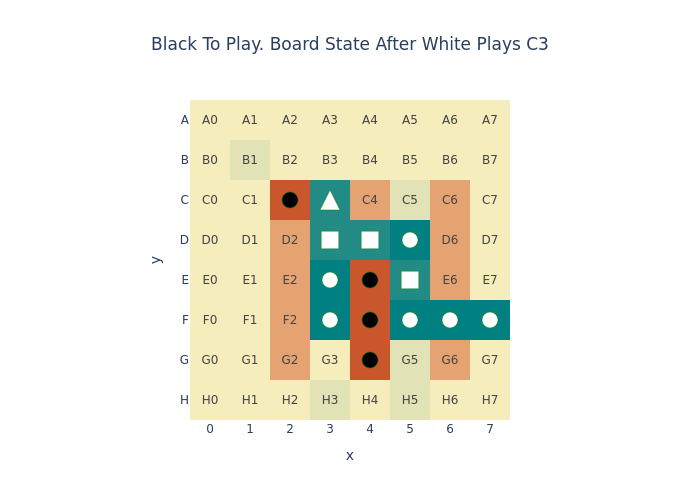 Black To Play. Board State After White Plays C3
A A0 A1 A2 A3 A4 A5 A6 A7
B B0 B1 B2 B3 B4 B5 B6 B7
C C0 C1 C4 C5 C6 C7
D D0 D1 D2 D6 D7
E E0 E1 E2 E6 E7
F F0 F1 F2
G G0 G1 G2 G3 G5 G6 G7
H H0 H1 H2 H3 H4 H5 H6 H7
0 1 2 3 4 5 6 7
x
y